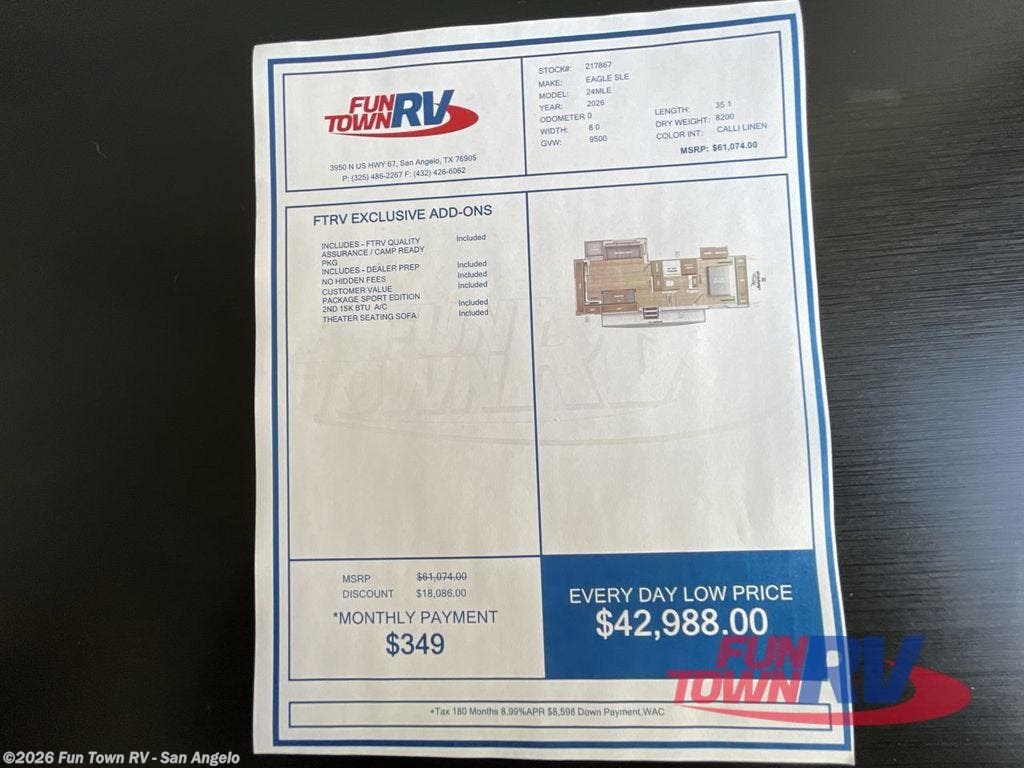 FUN TOWN RV
3950 N US HWY 67, San Angelo, TX 76905
P: (325) 486-2267 F: (432) 426-6062
STOCK#: 217867
MAKE: EAGLE SLE
MODEL: 24MLE
YEAR: 2026
ODOMETER 0
WIDTH: 8 0
GVW: 9500
LENGTH: 35 1
DRY WEIGHT: 8200
COLOR INT: CALLI LINEN
MSRP: $61,074.00
FTRV EXCLUSIVE ADD-ONS
INCLUDES - FTRV QUALITY Included
ASSURANCE / CAMP READY
PKG
INCLUDES - DEALER PREP Included
NO HIDDEN FEES Included
CUSTOMER VALUE Included
PACKAGE SPORT EDITION
2ND 15K BTU A/C Included
THEATER SEATING SOFA Included
FUN
TOWN RV
MSRP $61,074.00
DISCOUNT $18,086.00
*MONTHLY PAYMENT
$349
EVERY DAY LOW PRICE
$42,988.00
+Tax 180 Months 8.99%APR $8,598 Down Payment.WAC
FUN TOWN RV
©2026 Fun Town RV - San Angelo